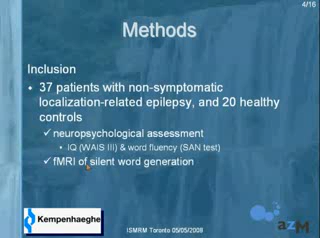 4/16
Methods
Inclusion
• 37 patients with non-symptomatic
localization-related epilepsy, and 20 healthy
controls
✓ neuropsychological assessment
• IQ (WAIS III) & word fluency (SAN test)
✓ fMRI of silent word generation
Kempenhaeghe
ISMRM Toronto 05/05/2008
azM